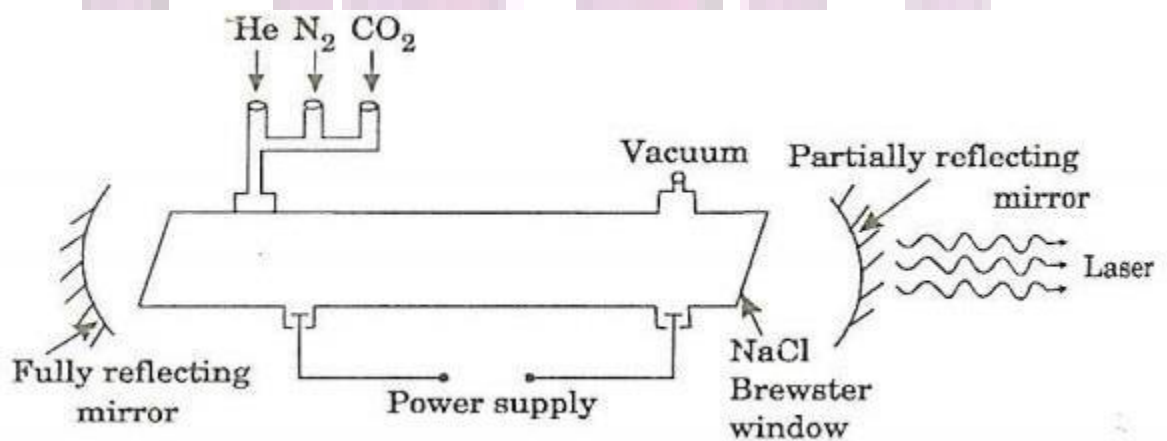 He N₂ CO₂
Vacuum
Partially reflecting
mirror
Laser
NaCl
Brewster
window
Fully reflecting
mirror
Power supply